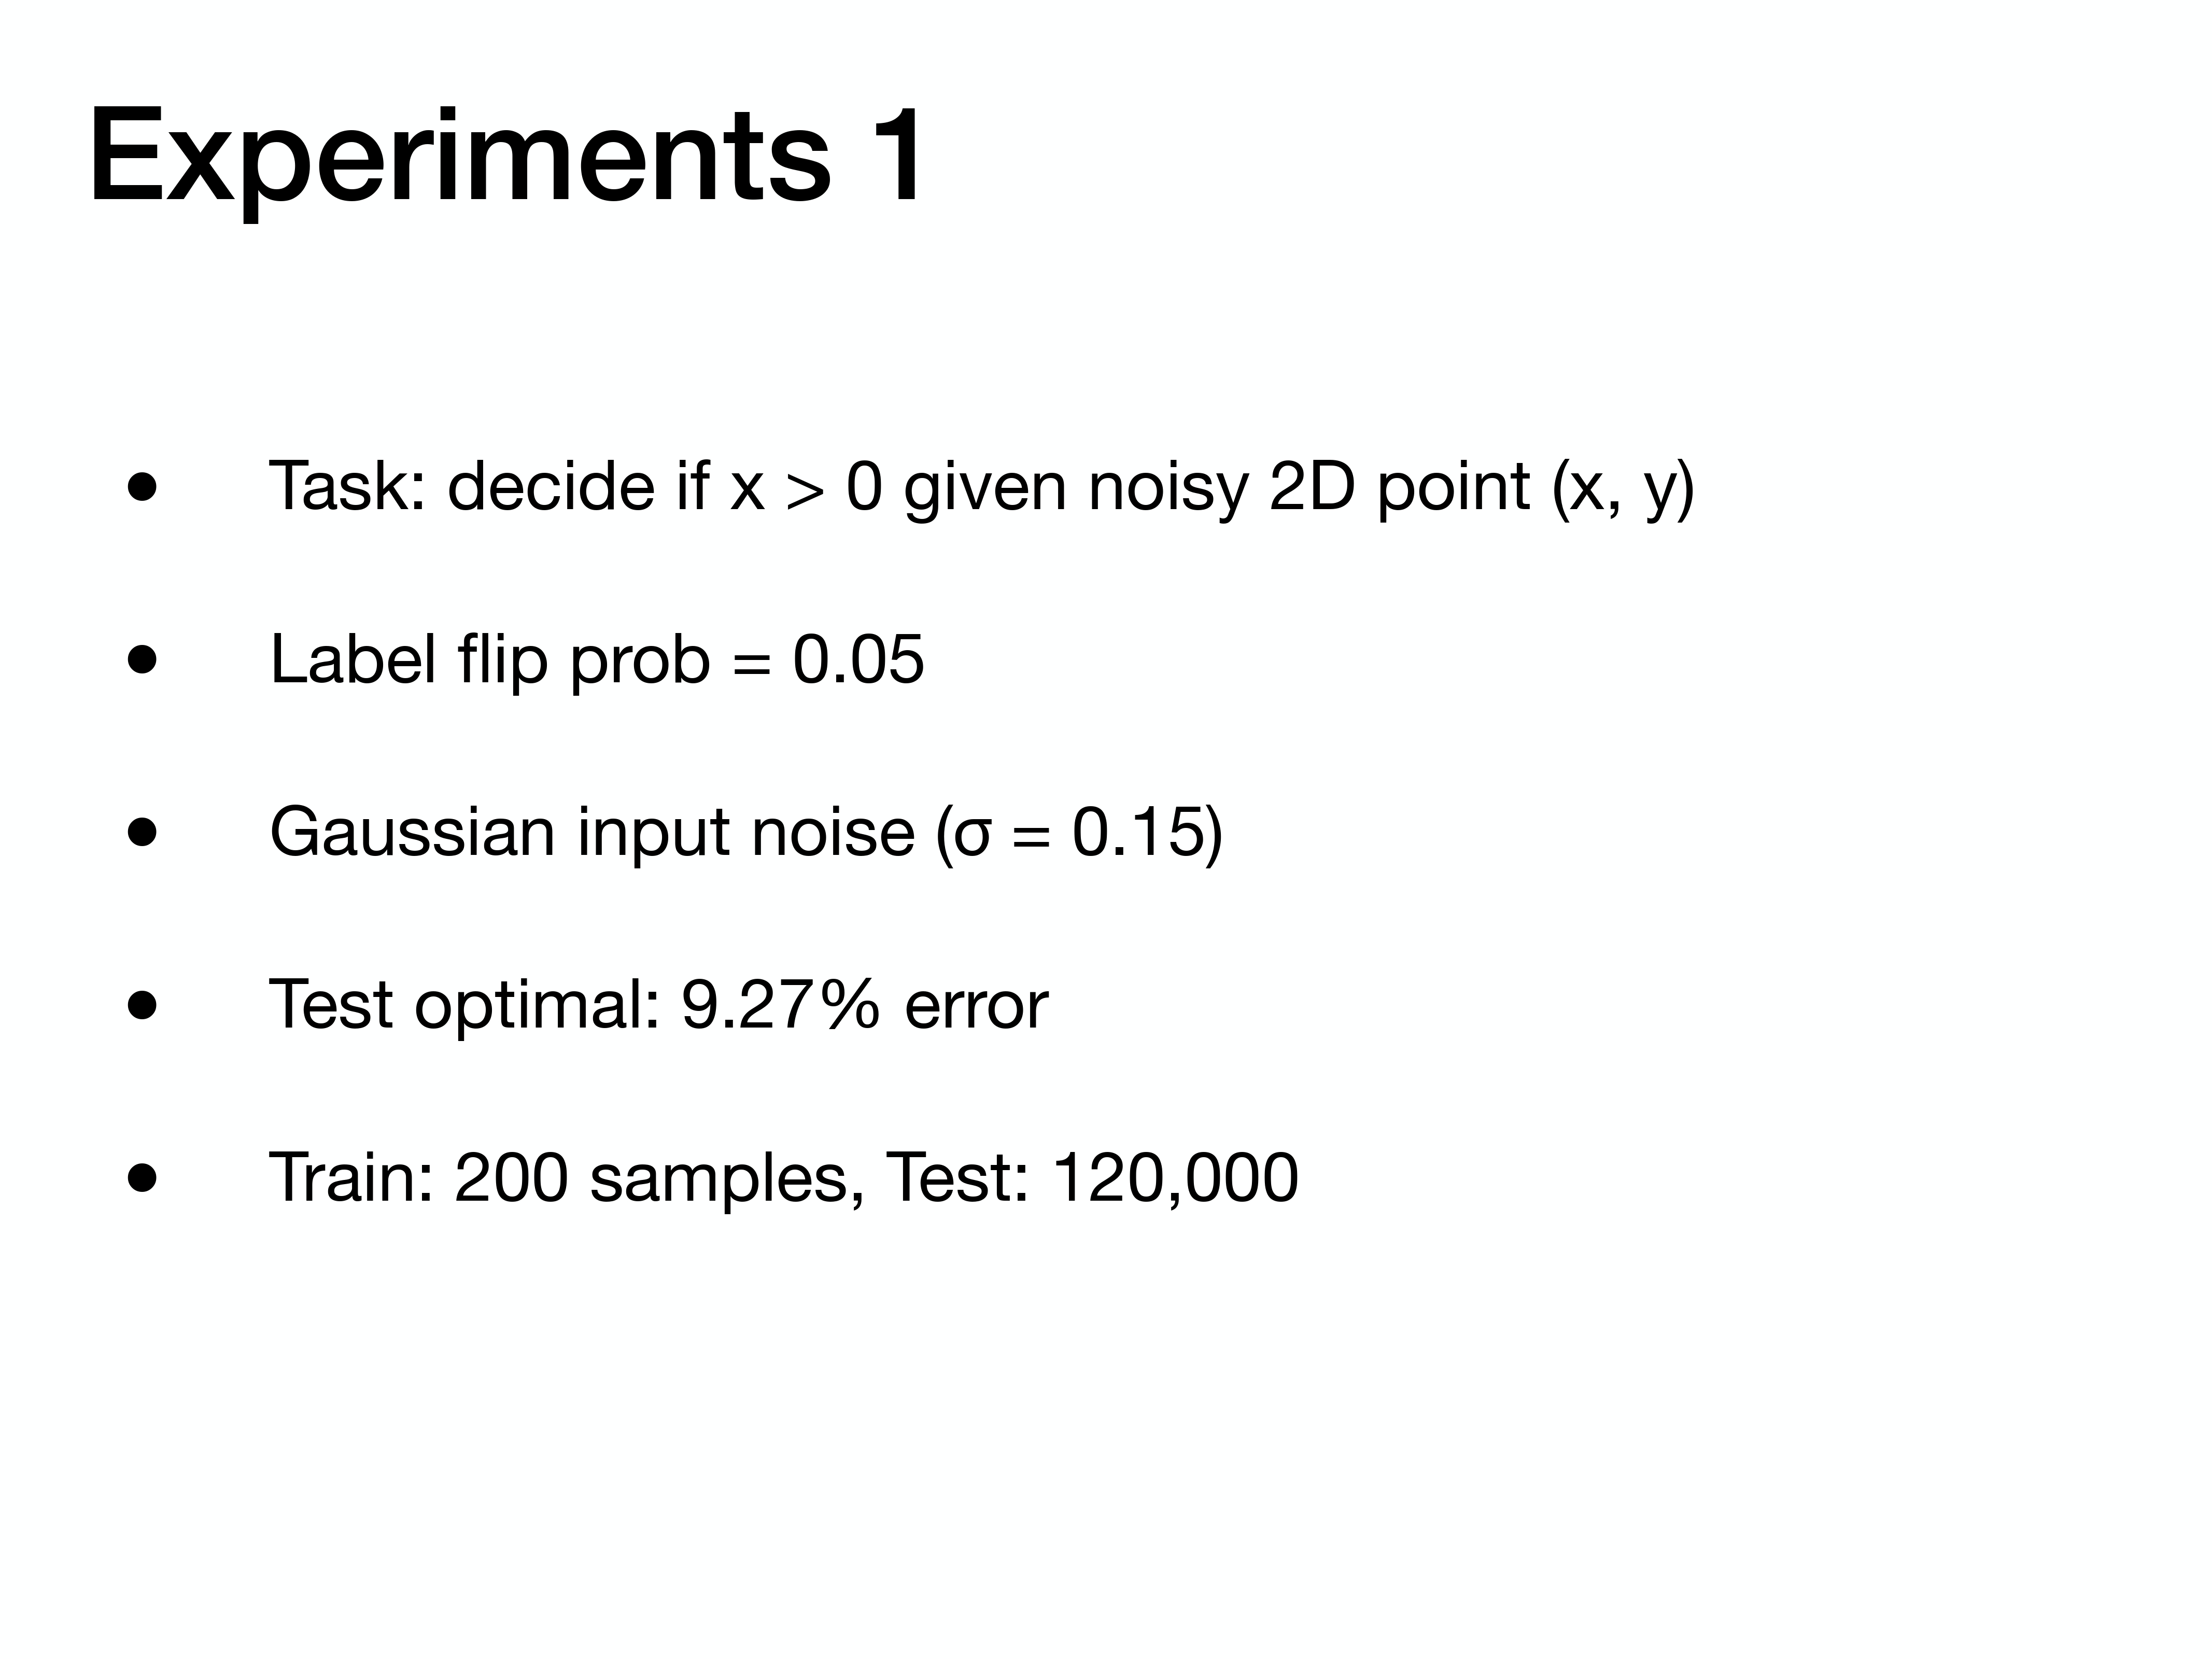 Experiments 1
• Task: decide if x > 0 given noisy 2D point (x, y)
• Label flip prob = 0.05
• Gaussian input noise (σ = 0.15)
• Test optimal: 9.27% error
• Train: 200 samples, Test: 120,000